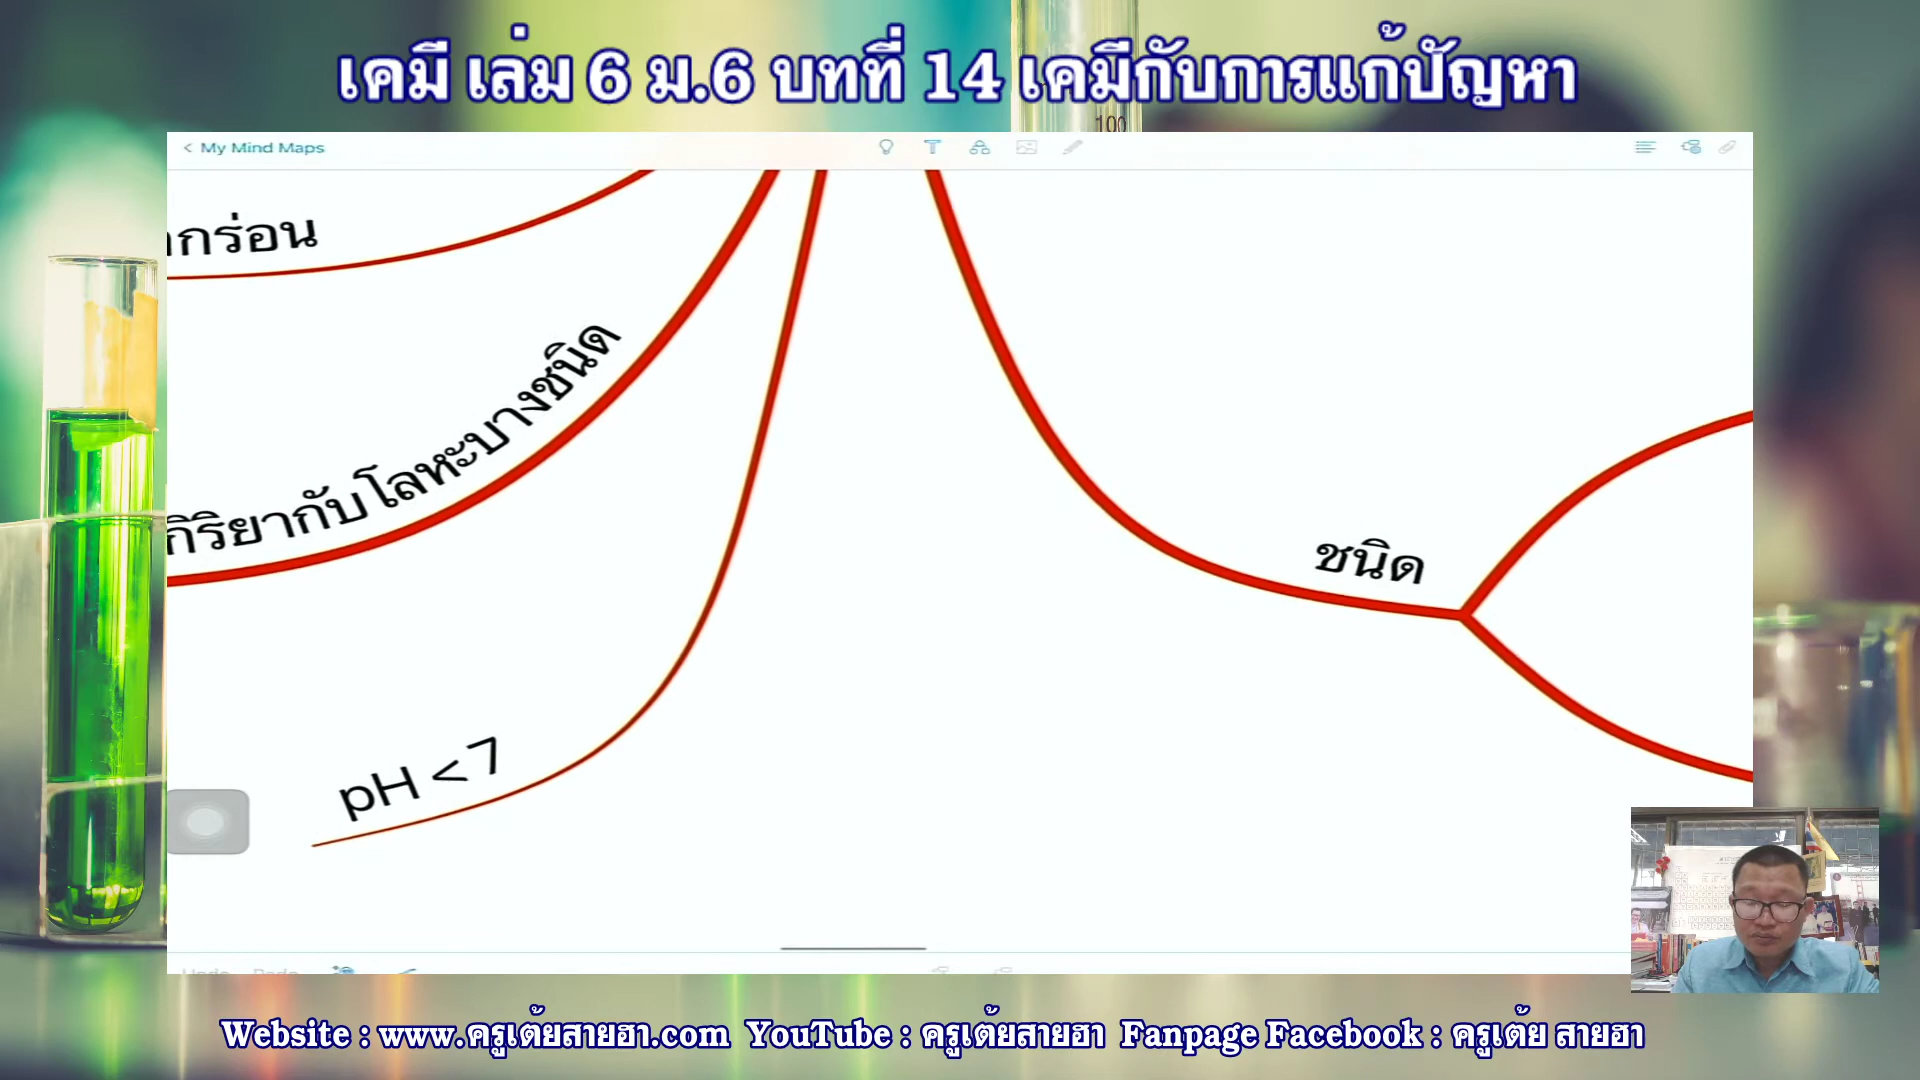 เคมี เล่ม 6 ม.6 บทที่ 14 เคมีกับการแก้ปัญหา
100
< My Mind Maps
กร่อน
กิริยากับโลหะบางชนิด
ชนิด
pH < 7
Website : www.ครูเต้ยสายฮา.com YouTube : ครูเต้ยสายฮา Fanpage Facebook : ครูเต้ย สายฮา